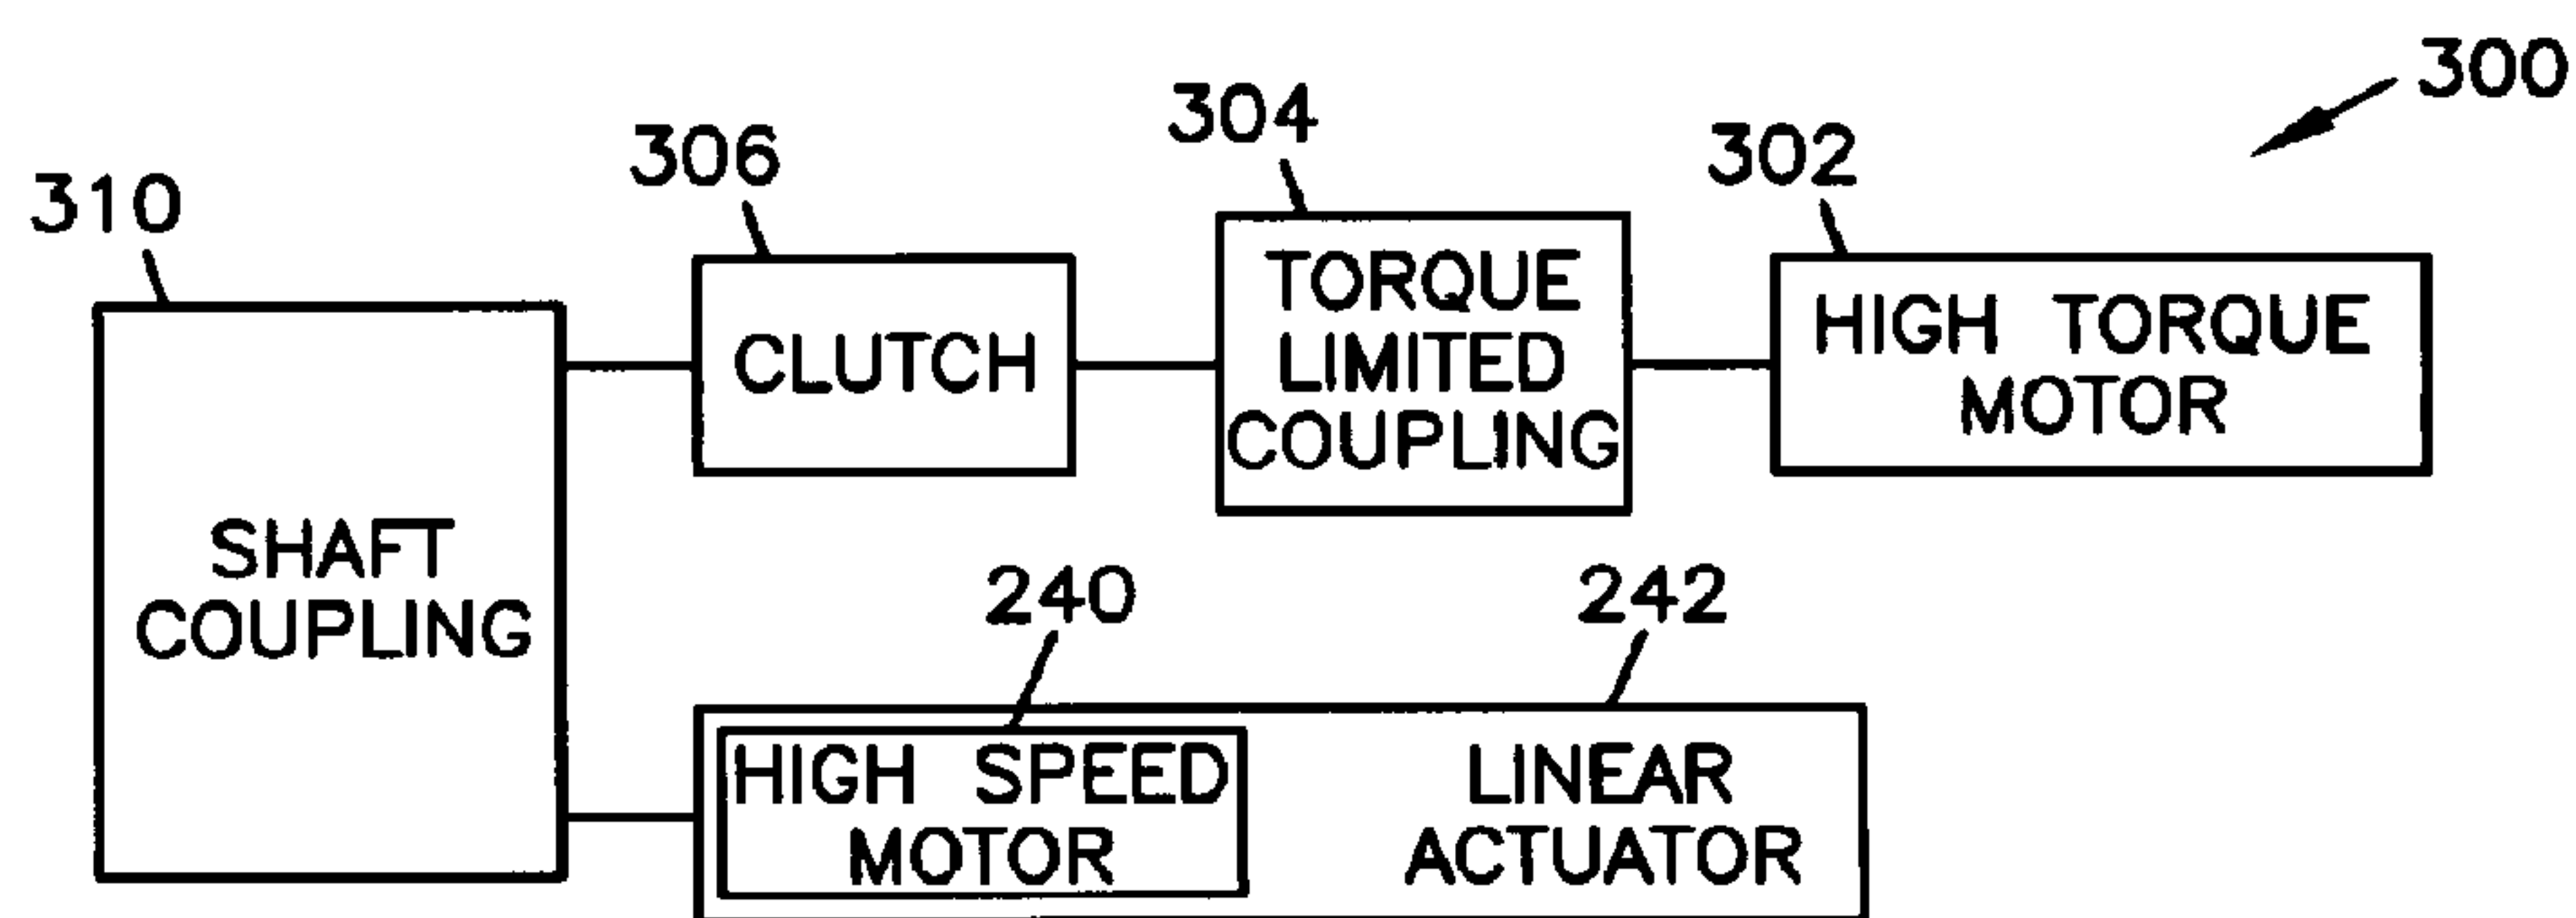 300
304
306
302
310
TORQUE
LIMITED
COUPLING
HIGH TORQUE
MOTOR
CLUTCH
SHAFT
COUPLING
240
242
HIGH SPEED
MOTOR
LINEAR
ACTUATOR